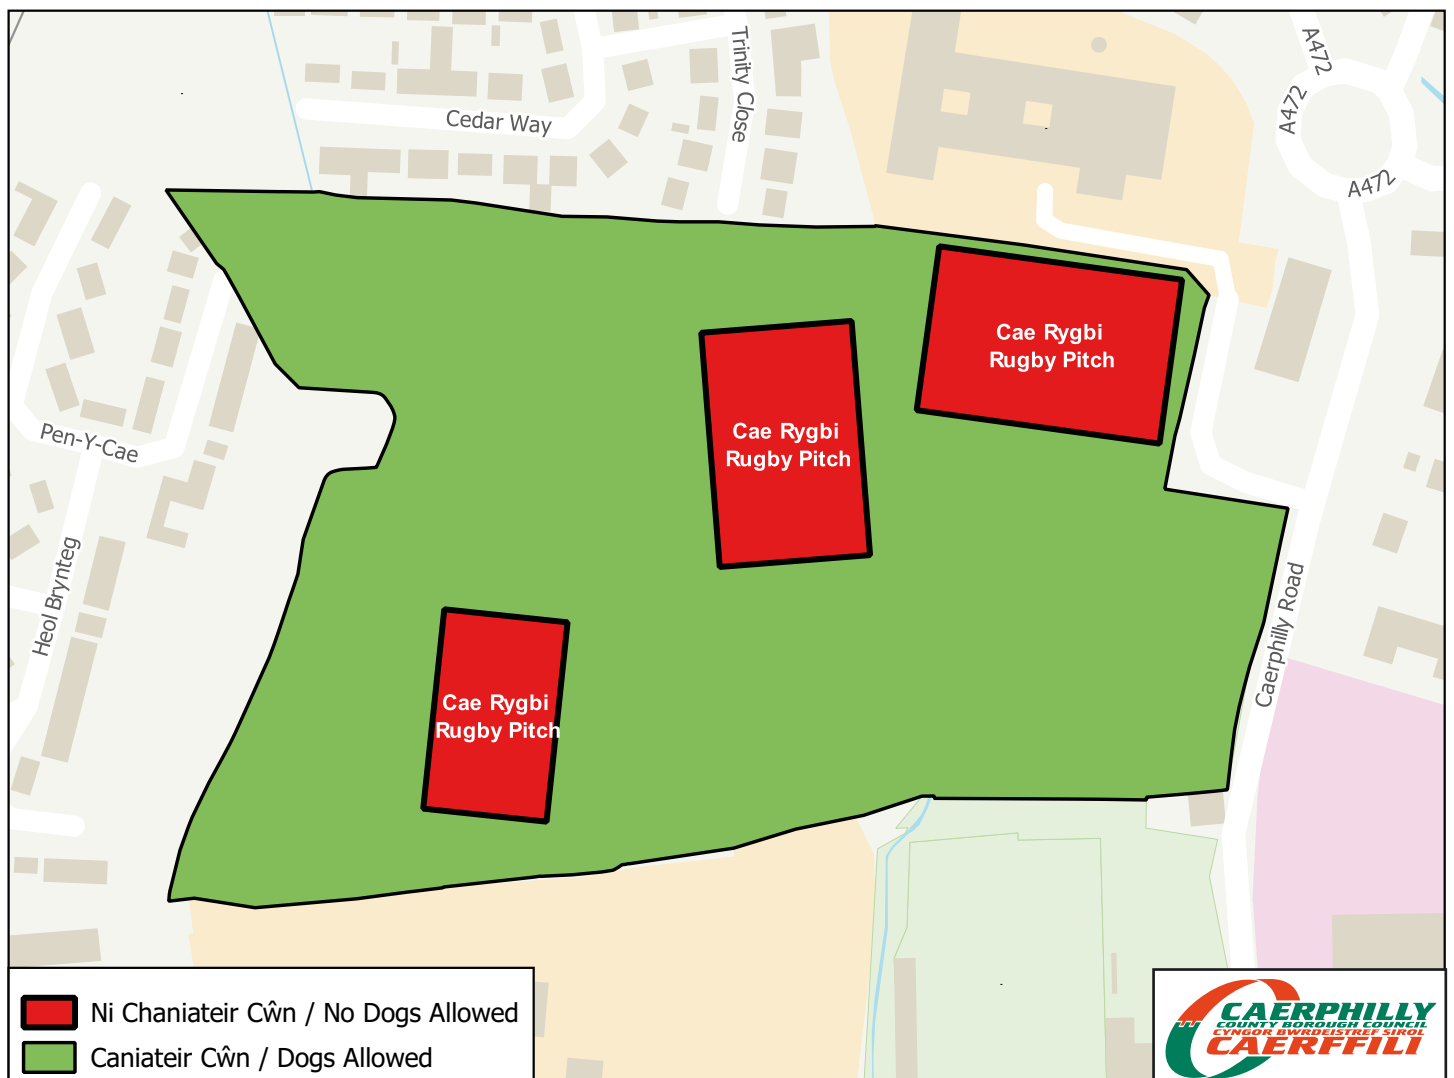 Trinity Close
A472
A472
A472
Cedar Way
Cae Rygbi
Rugby Pitch
Cae Rygbi
Rugby Pitch
Pen-Y-Cae
Heol Brynteg
Caerphilly Road
Cae Rygbi
Rugby Pitch
Ni Chaniateir Cŵn / No Dogs Allowed
Caniateir Cŵn / Dogs Allowed
CAERPHILLY
COUNTY BOROUGH COUNCIL
CYNGOR BWRDEISTREF SIROL
CAERFFILI